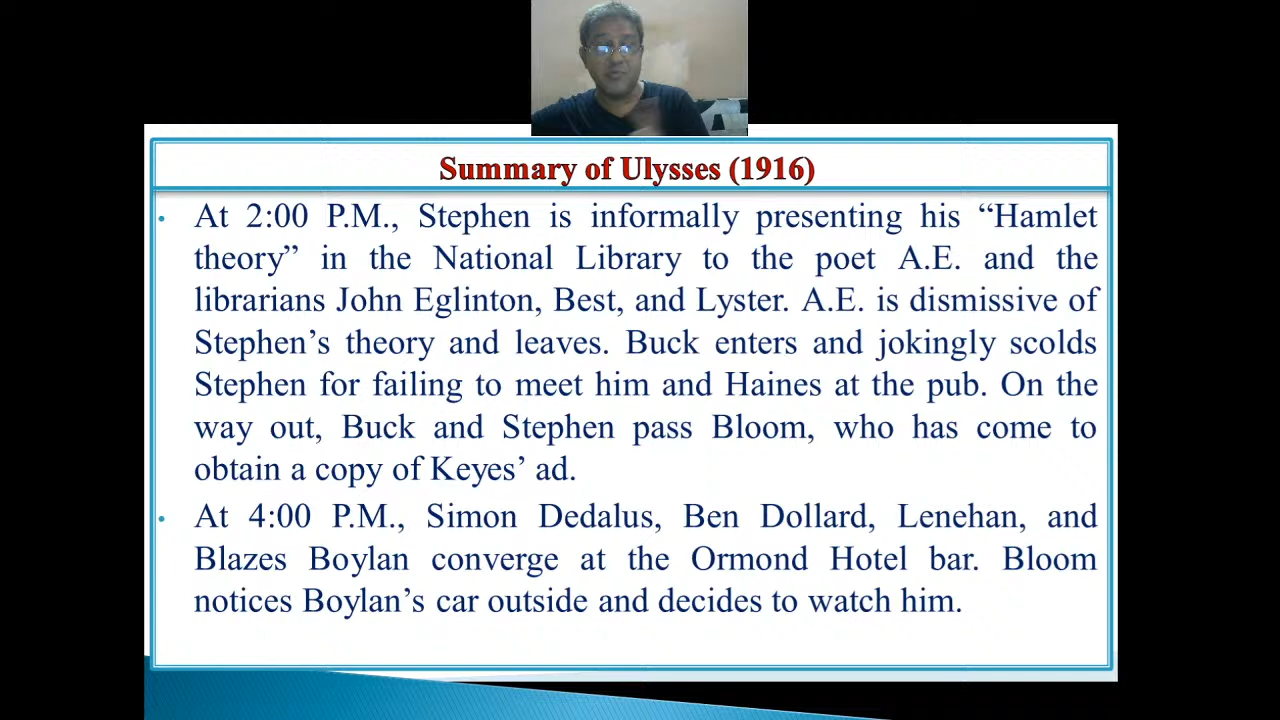 Summary of Ulysses (1916)
• At 2:00 P.M., Stephen is informally presenting his “Hamlet
theory” in the National Library to the poet A.E. and the
librarians John Eglinton, Best, and Lyster. A.E. is dismissive of
Stephen’s theory and leaves. Buck enters and jokingly scolds
Stephen for failing to meet him and Haines at the pub. On the
way out, Buck and Stephen pass Bloom, who has come to
obtain a copy of Keyes’ ad.
• At 4:00 P.M., Simon Dedalus, Ben Dollard, Lenehan, and
Blazes Boylan converge at the Ormond Hotel bar. Bloom
notices Boylan’s car outside and decides to watch him.